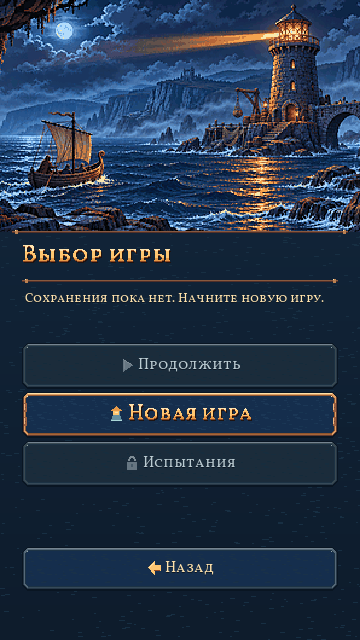 Выбор игры
Сохранения пока нет. Начните новую игру.
Продолжить
Новая игра
Испытания
Назад